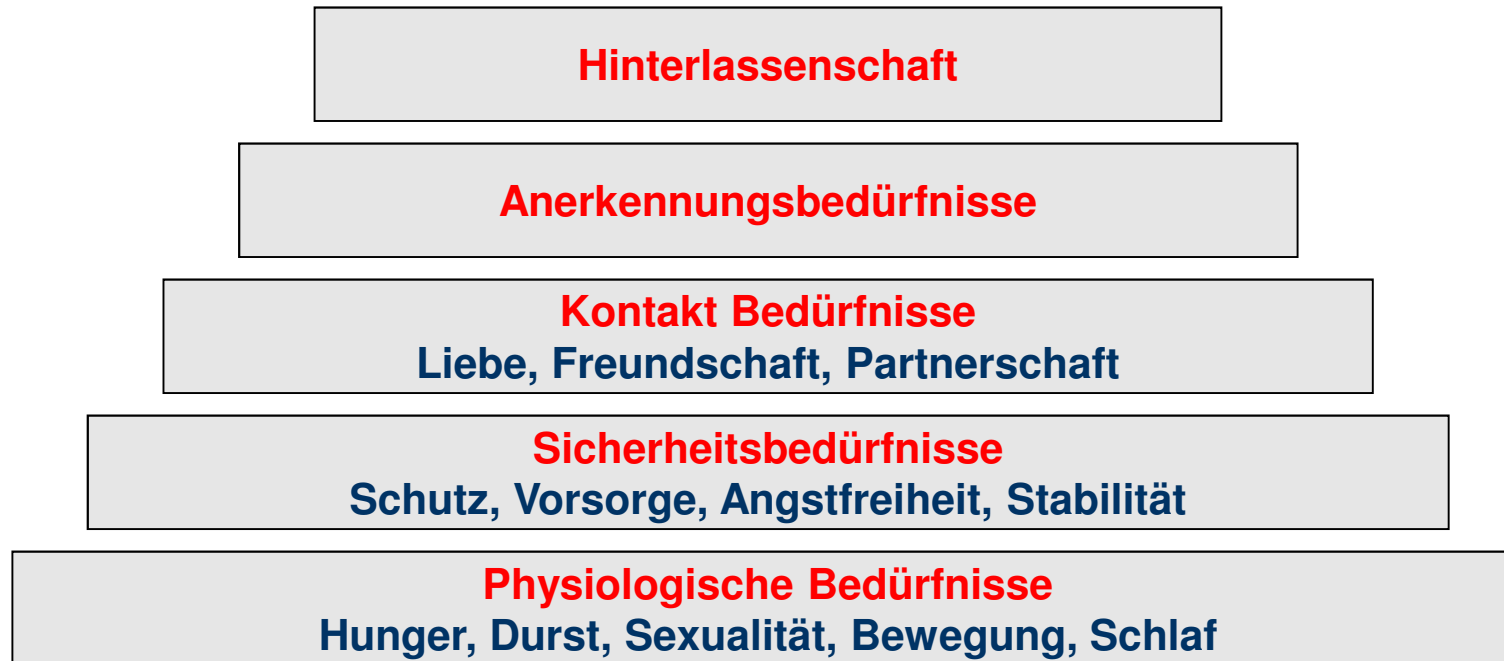 Hinterlassenschaft
Anerkennungsbedürfnisse
Kontakt Bedürfnisse
Liebe, Freundschaft, Partnerschaft
Sicherheitsbedürfnisse
Schutz, Vorsorge, Angstfreiheit, Stabilität
Physiologische Bedürfnisse
Hunger, Durst, Sexualität, Bewegung, Schlaf